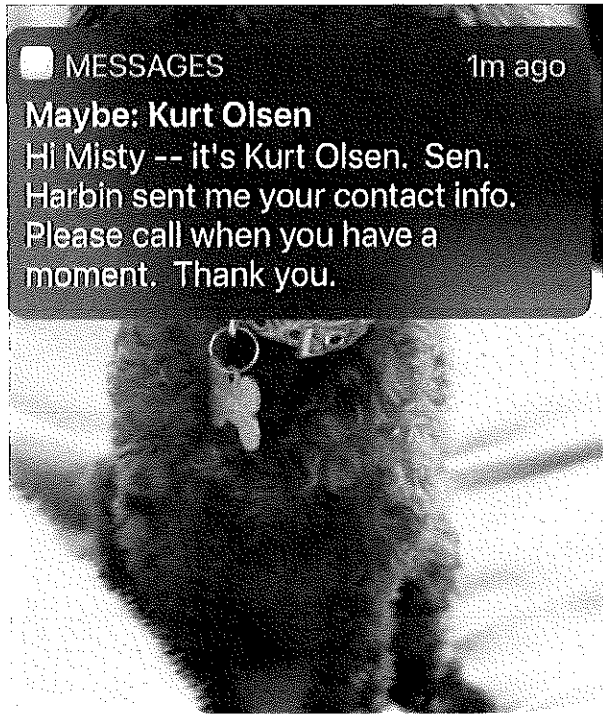 MESSAGES 1m ago
Maybe: Kurt Olsen
Hi Misty -- it's Kurt Olsen.  Sen.
Harbin sent me your contact info.
Please call when you have a
moment.  Thank you.